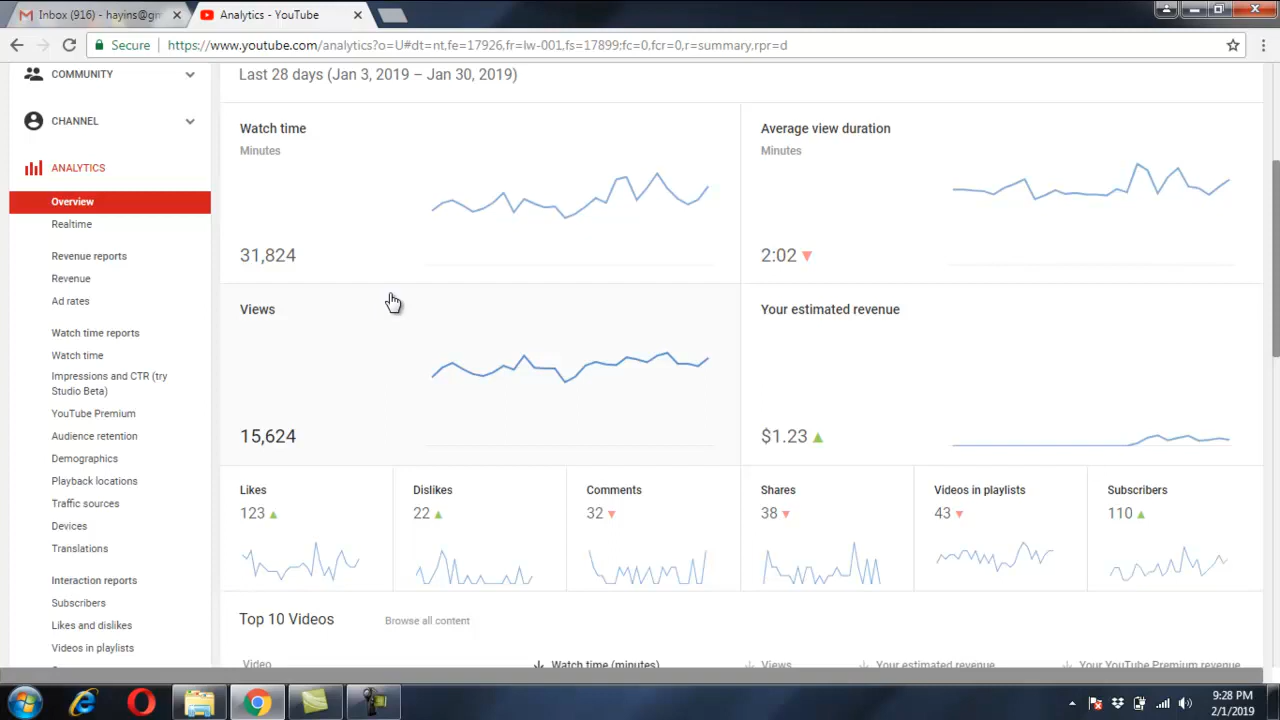 Inbox (916) - hayins@gm
Analytics - YouTube
Secure
https://www.youtube.com/analytics?o=U#dt=nt,fe=17926,fr=lw-001,fs=17899:fc=0,fcr=0,r=summary.rpr=d
COMMUNITY
CHANNEL
ANALYTICS
Overview
Realtime
Revenue reports
Revenue
Ad rates
Watch time reports
Watch time
Impressions and CTR (try
Studio Beta)
YouTube Premium
Audience retention
Demographics
Playback locations
Traffic sources
Devices
Translations
Interaction reports
Subscribers
Likes and dislikes
Videos in playlists
Last 28 days (Jan 3, 2019 – Jan 30, 2019)
Watch time
Minutes
31,824
Average view duration
Minutes
2:02
Views
15,624
Your estimated revenue
$1.23
Likes
123
Dislikes
22
Comments
32
Shares
38
Videos in playlists
43
Subscribers
110
Top 10 Videos
Browse all content
Video
Watch time (minutes)
Views
Your estimated revenue
Your YouTube Premium revenue
9:28 PM
2/1/2019